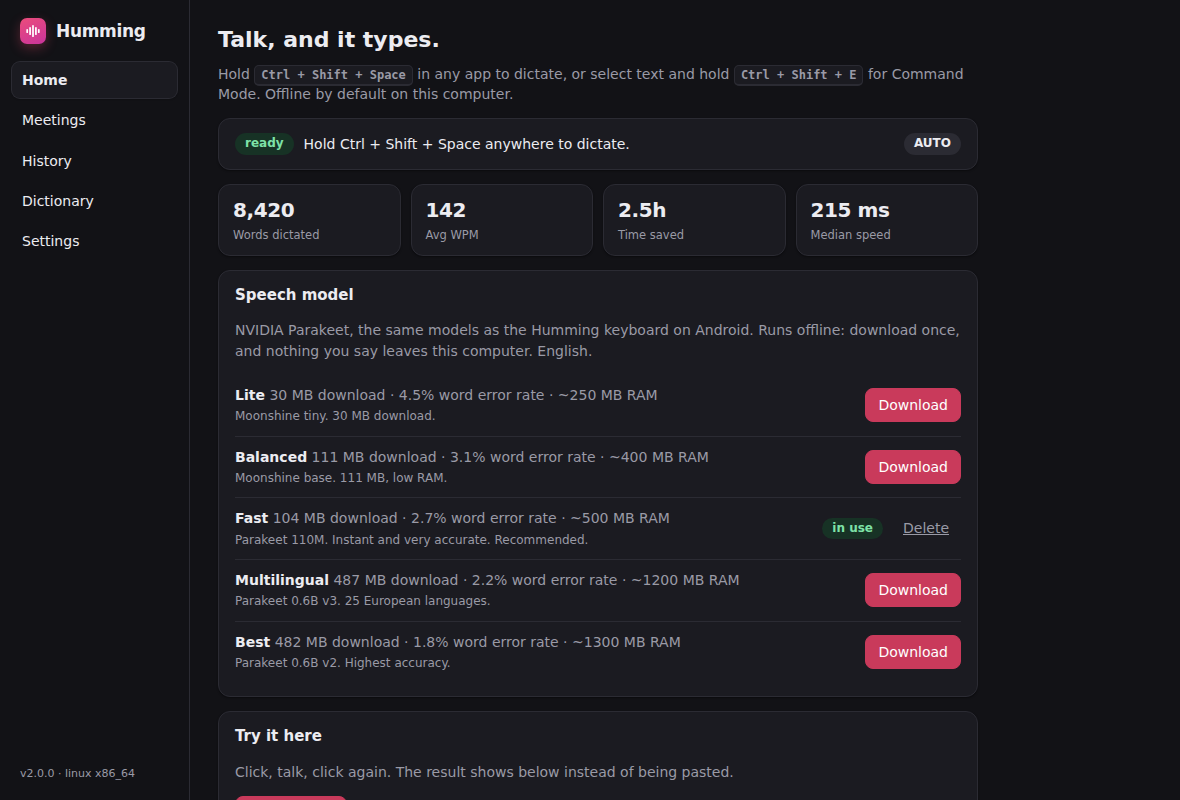 Humming
Home
Meetings
History
Dictionary
Settings
v2.0.0 · linux x86_64
Talk, and it types.
Hold Ctrl + Shift + Space in any app to dictate, or select text and hold Ctrl + Shift + E for Command
Mode. Offline by default on this computer.
ready Hold Ctrl + Shift + Space anywhere to dictate. AUTO
8,420 142 2.5h 215 ms
Words dictated Avg WPM Time saved Median speed
Speech model
NVIDIA Parakeet, the same models as the Humming keyboard on Android. Runs offline: download once,
and nothing you say leaves this computer. English.
Lite 30 MB download · 4.5% word error rate · ~250 MB RAM
Moonshine tiny. 30 MB download.
Download
Balanced 111 MB download · 3.1% word error rate · ~400 MB RAM
Moonshine base. 111 MB, low RAM.
Download
Fast 104 MB download · 2.7% word error rate · ~500 MB RAM
Parakeet 110M. Instant and very accurate. Recommended.
in use Delete
Multilingual 487 MB download · 2.2% word error rate · ~1200 MB RAM
Parakeet 0.6B v3. 25 European languages.
Download
Best 482 MB download · 1.8% word error rate · ~1300 MB RAM
Parakeet 0.6B v2. Highest accuracy.
Download
Try it here
Click, talk, click again. The result shows below instead of being pasted.